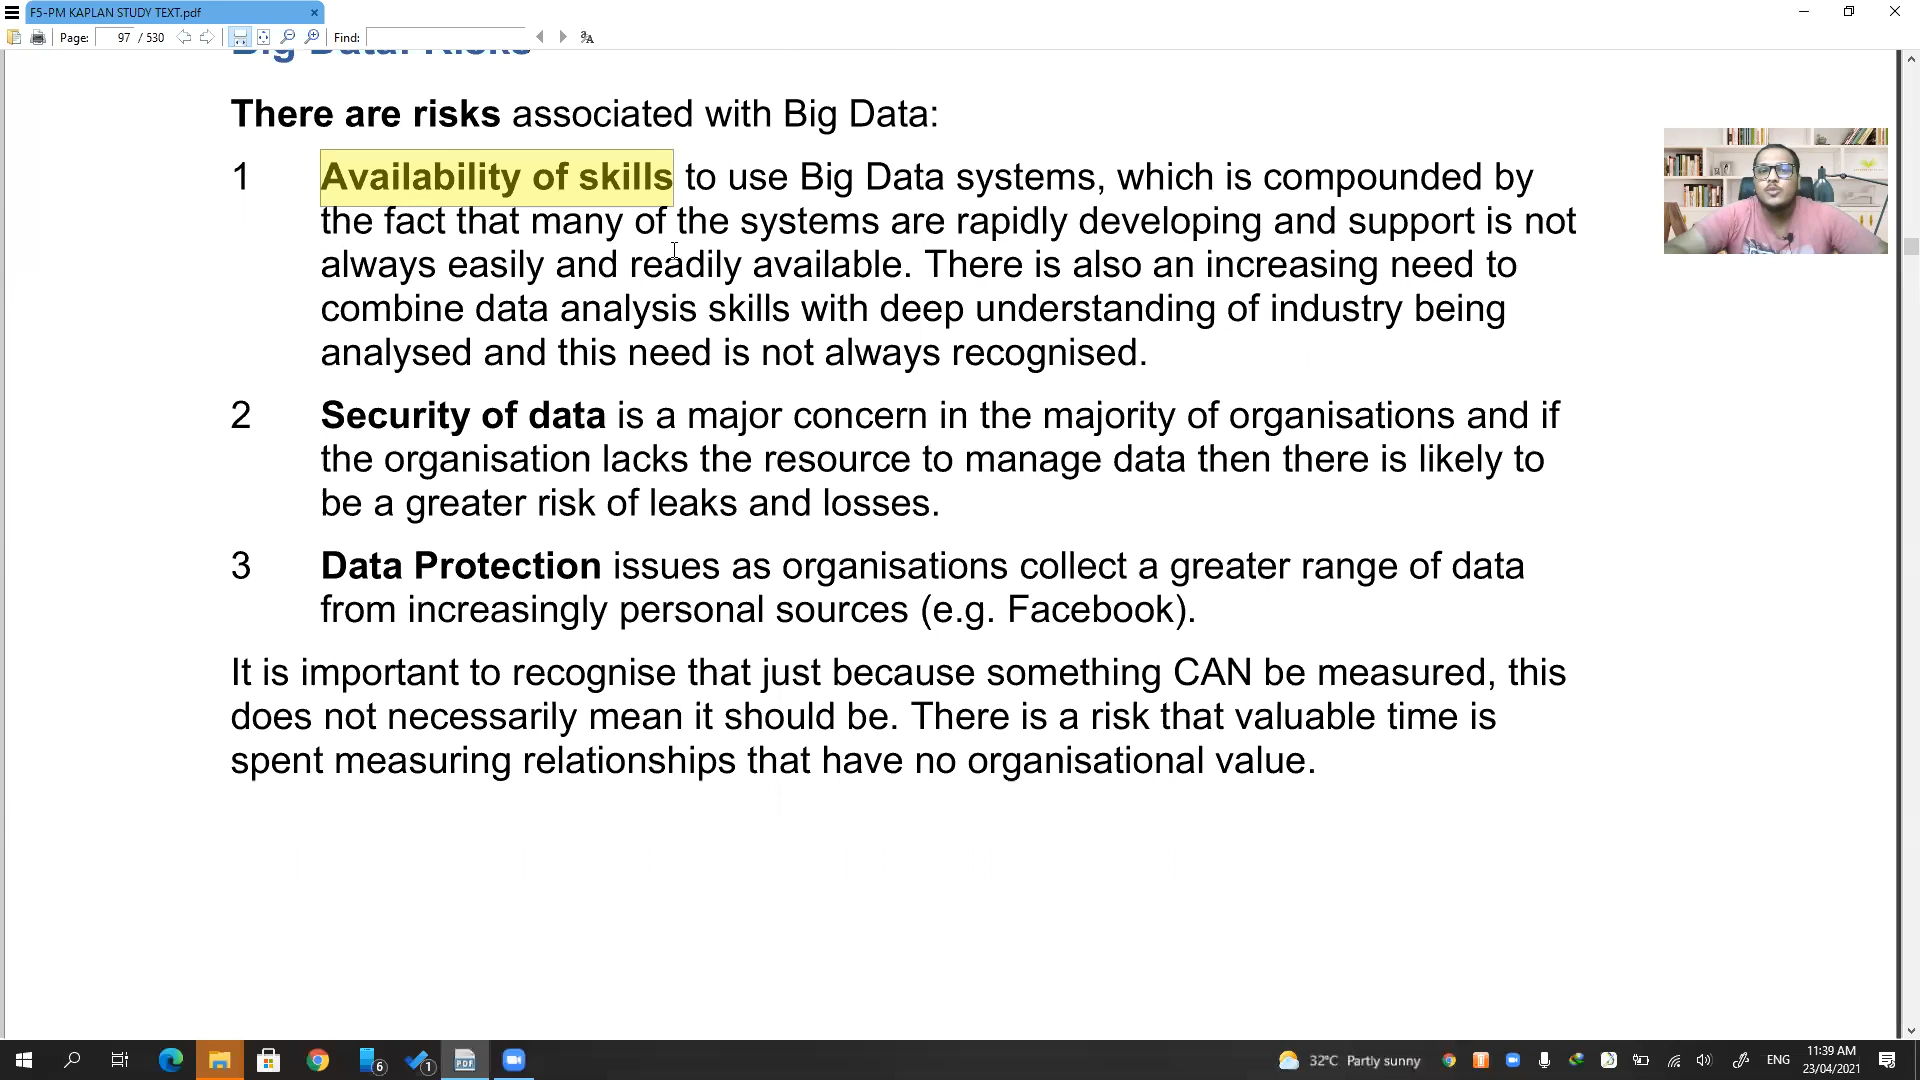 F5-PM KAPLAN STUDY TEXT.pdf
Page: 97 / 530 Find:
Big Data: Risks
There are risks associated with Big Data:
1 Availability of skills to use Big Data systems, which is compounded by
the fact that many of the systems are rapidly developing and support is not
always easily and readily available. There is also an increasing need to
combine data analysis skills with deep understanding of industry being
analysed and this need is not always recognised.
2 Security of data is a major concern in the majority of organisations and if
the organisation lacks the resource to manage data then there is likely to
be a greater risk of leaks and losses.
3 Data Protection issues as organisations collect a greater range of data
from increasingly personal sources (e.g. Facebook).
It is important to recognise that just because something CAN be measured, this
does not necessarily mean it should be. There is a risk that valuable time is
spent measuring relationships that have no organisational value.
6 1 PDF 32°C Partly sunny ENG 11:39 AM
23/04/2021